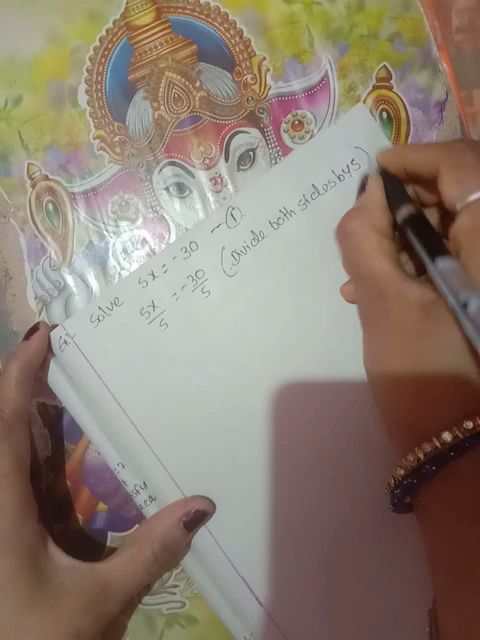 Solve 5x = -30 - ①
5x/5 = -30/5 (∴ Divide both sides by 5)